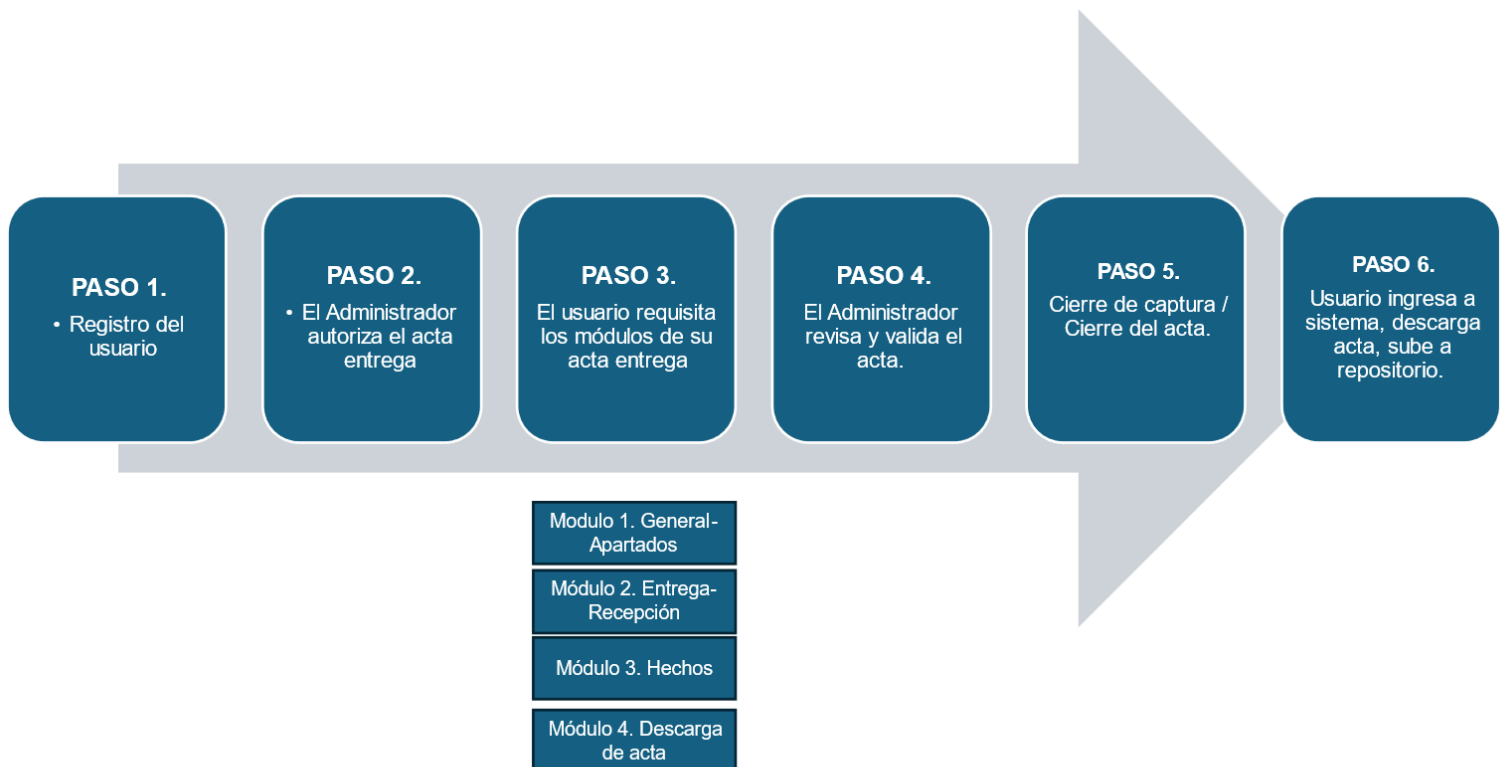 PASO 1.
• Registro del
usuario
PASO 2.
• El Administrador
autoriza el acta
entrega
PASO 3.
El usuario requisita
los módulos de su
acta entrega
PASO 4.
El Administrador
revisa y valida el
acta.
PASO 5.
Cierre de captura /
Cierre del acta.
PASO 6.
Usuario ingresa a
sistema, descarga
acta, sube a
repositorio.
Modulo 1. General-
Apartados
Módulo 2. Entrega-
Recepción
Módulo 3. Hechos
Módulo 4. Descarga
de acta